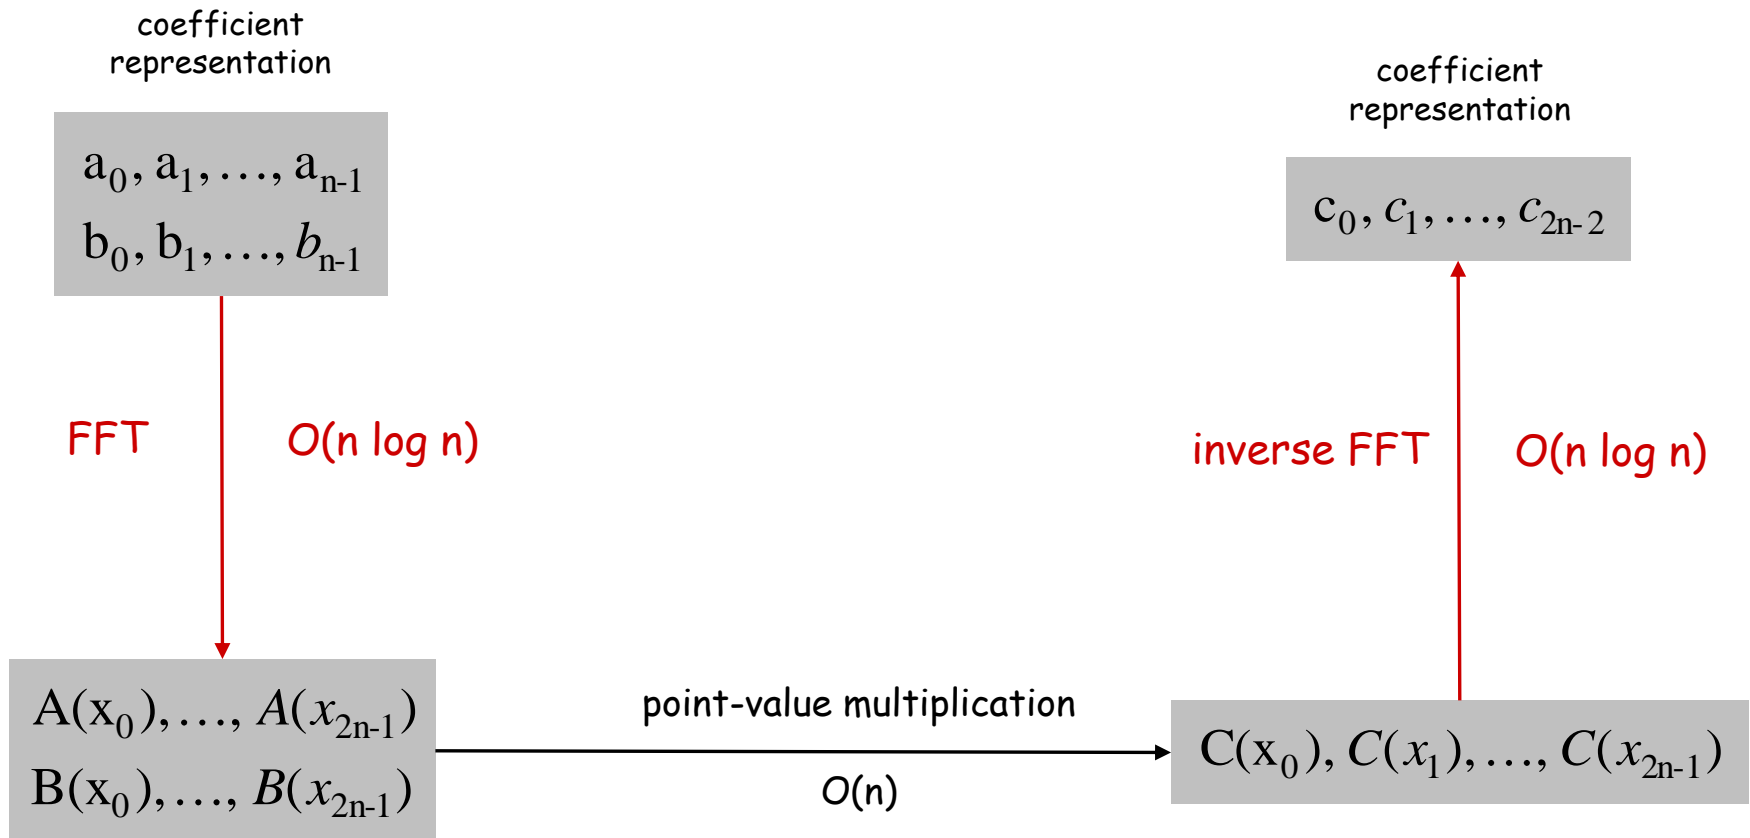 coefficient
representation
a₀, a₁,…, aₙ₋₁
b₀, b₁,…, bₙ₋₁
FFT
O(n log n)
A(x₀),…, A(x₂ₙ₋₁)
B(x₀),…, B(x₂ₙ₋₁)
point-value multiplication
O(n)
coefficient
representation
c₀, c₁,…, c₂ₙ₋₂
inverse FFT
O(n log n)
C(x₀), C(x₁),…, C(x₂ₙ₋₁)